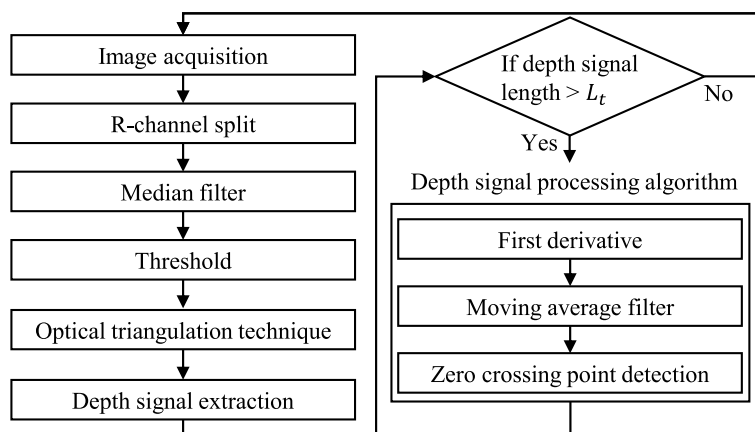 Image acquisition
R-channel split
Median filter
Threshold
Optical triangulation technique
Depth signal extraction
If depth signal
length > Lₜ
No
Yes
Depth signal processing algorithm
First derivative
Moving average filter
Zero crossing point detection